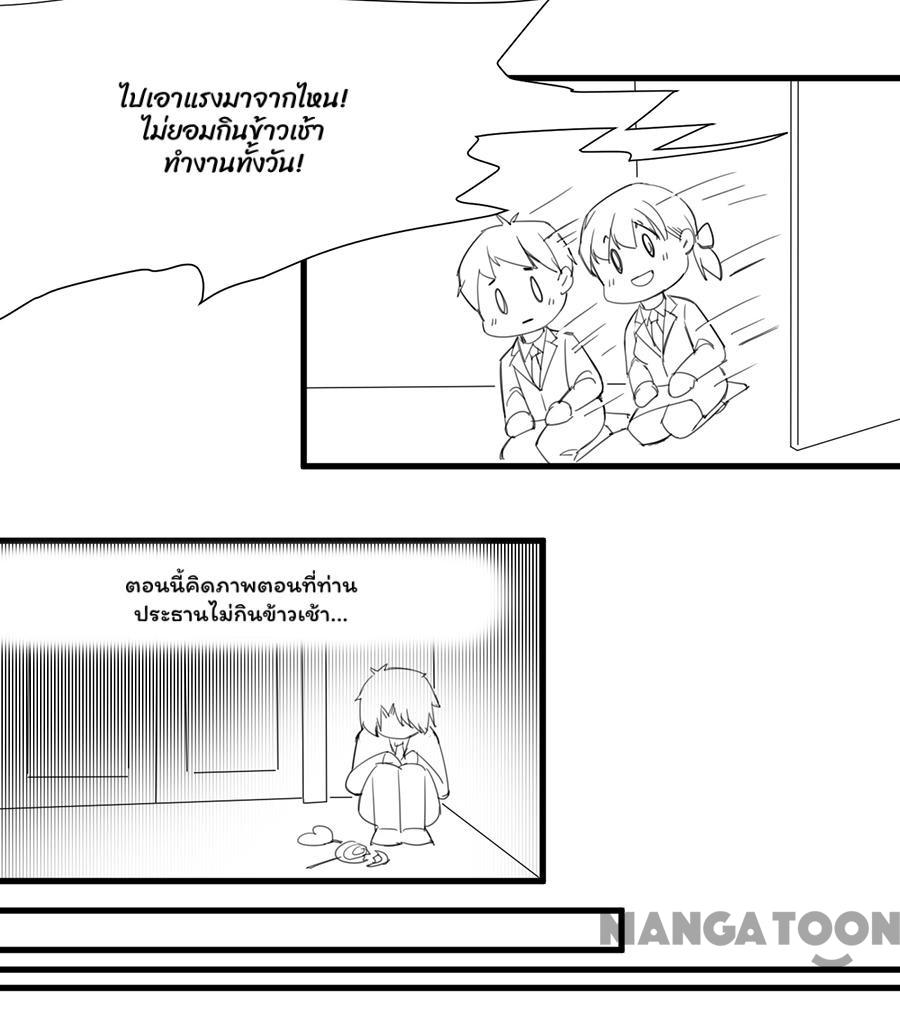 ไปเอาแรงมาจากไหน!
ไม่ยอมกินข้าวเช้า
ทำงานทั้งวัน!
ตอนนี้คิดภาพตอนที่ท่าน
ประธานไม่กินข้าวเช้า...
MANGA TOON